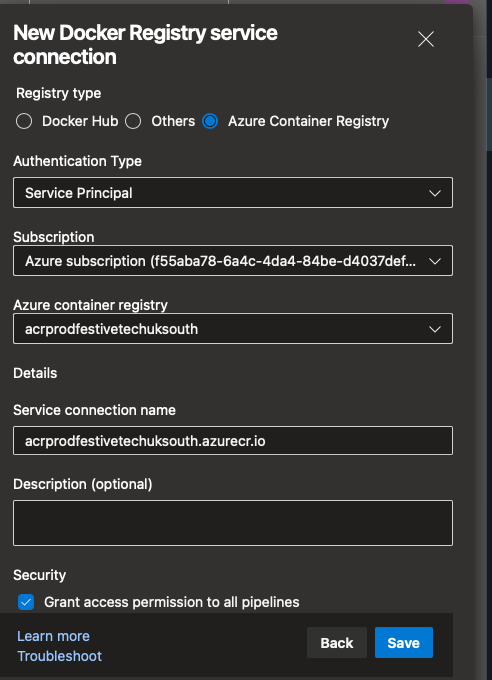 New Docker Registry service
connection
Registry type
Docker Hub Others Azure Container Registry
Authentication Type
Service Principal
Subscription
Azure subscription (f55aba78-6a4c-4da4-84be-d4037def...
Azure container registry
acrprodfestivetechuksouth
Details
Service connection name
acrprodfestivetechuksouth.azurecr.io
Description (optional)
Security
Grant access permission to all pipelines
Learn more
Troubleshoot
Back Save